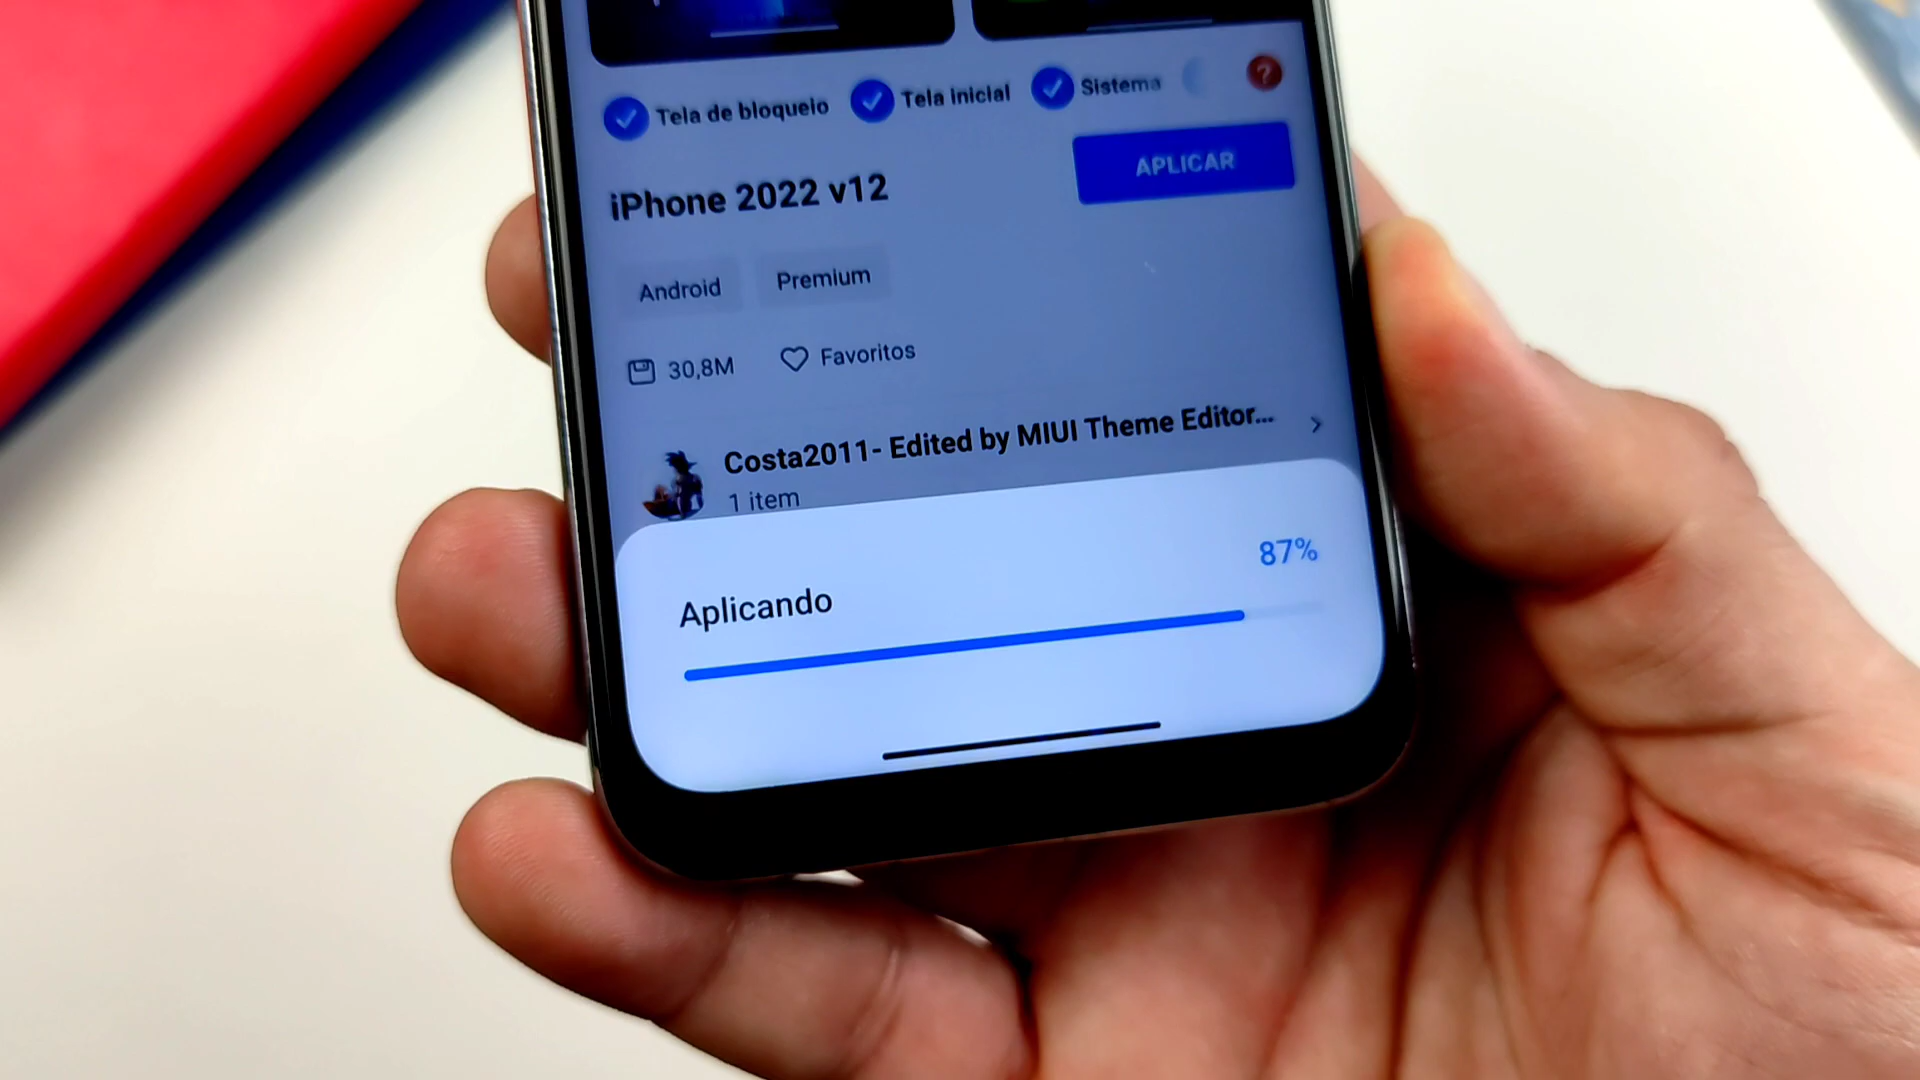 Tela de bloqueio Tela inicial Sistema ?
APLICAR
iPhone 2022 v12
Android Premium
30,8M Favoritos
Costa2011- Edited by MIUI Theme Editor...
1 item
87%
Aplicando